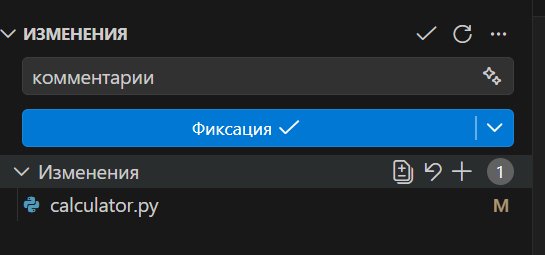 ИЗМЕНЕНИЯ
комментарии
Фиксация
Изменения 1
calculator.py M